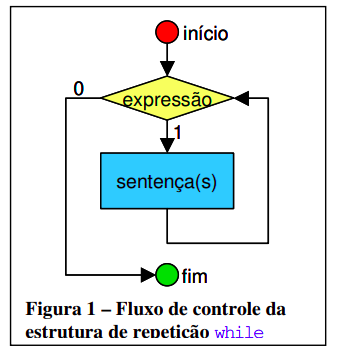 início
0
expressão
1
sentença(s)
fim
Figura 1 – Fluxo de controle da
estrutura de repetição while